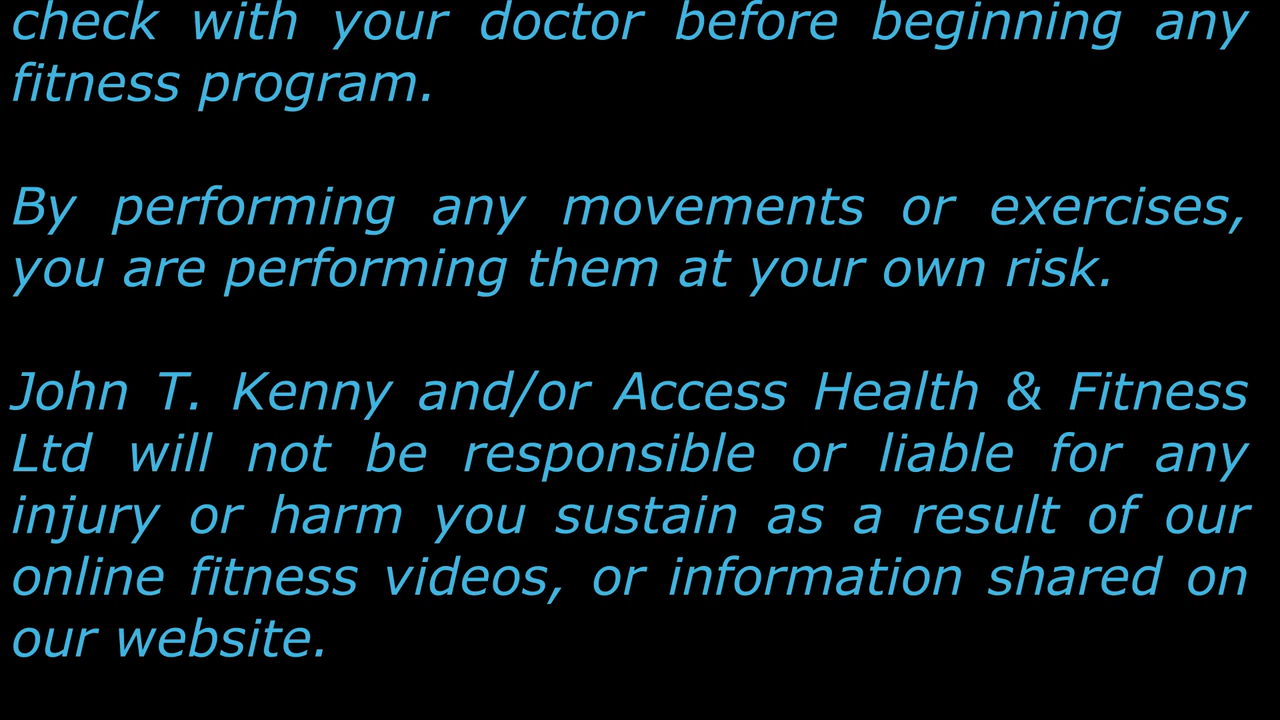 check with your doctor before beginning any
fitness program.
By performing any movements or exercises,
you are performing them at your own risk.
John T. Kenny and/or Access Health & Fitness
Ltd will not be responsible or liable for any
injury or harm you sustain as a result of our
online fitness videos, or information shared on
our website.